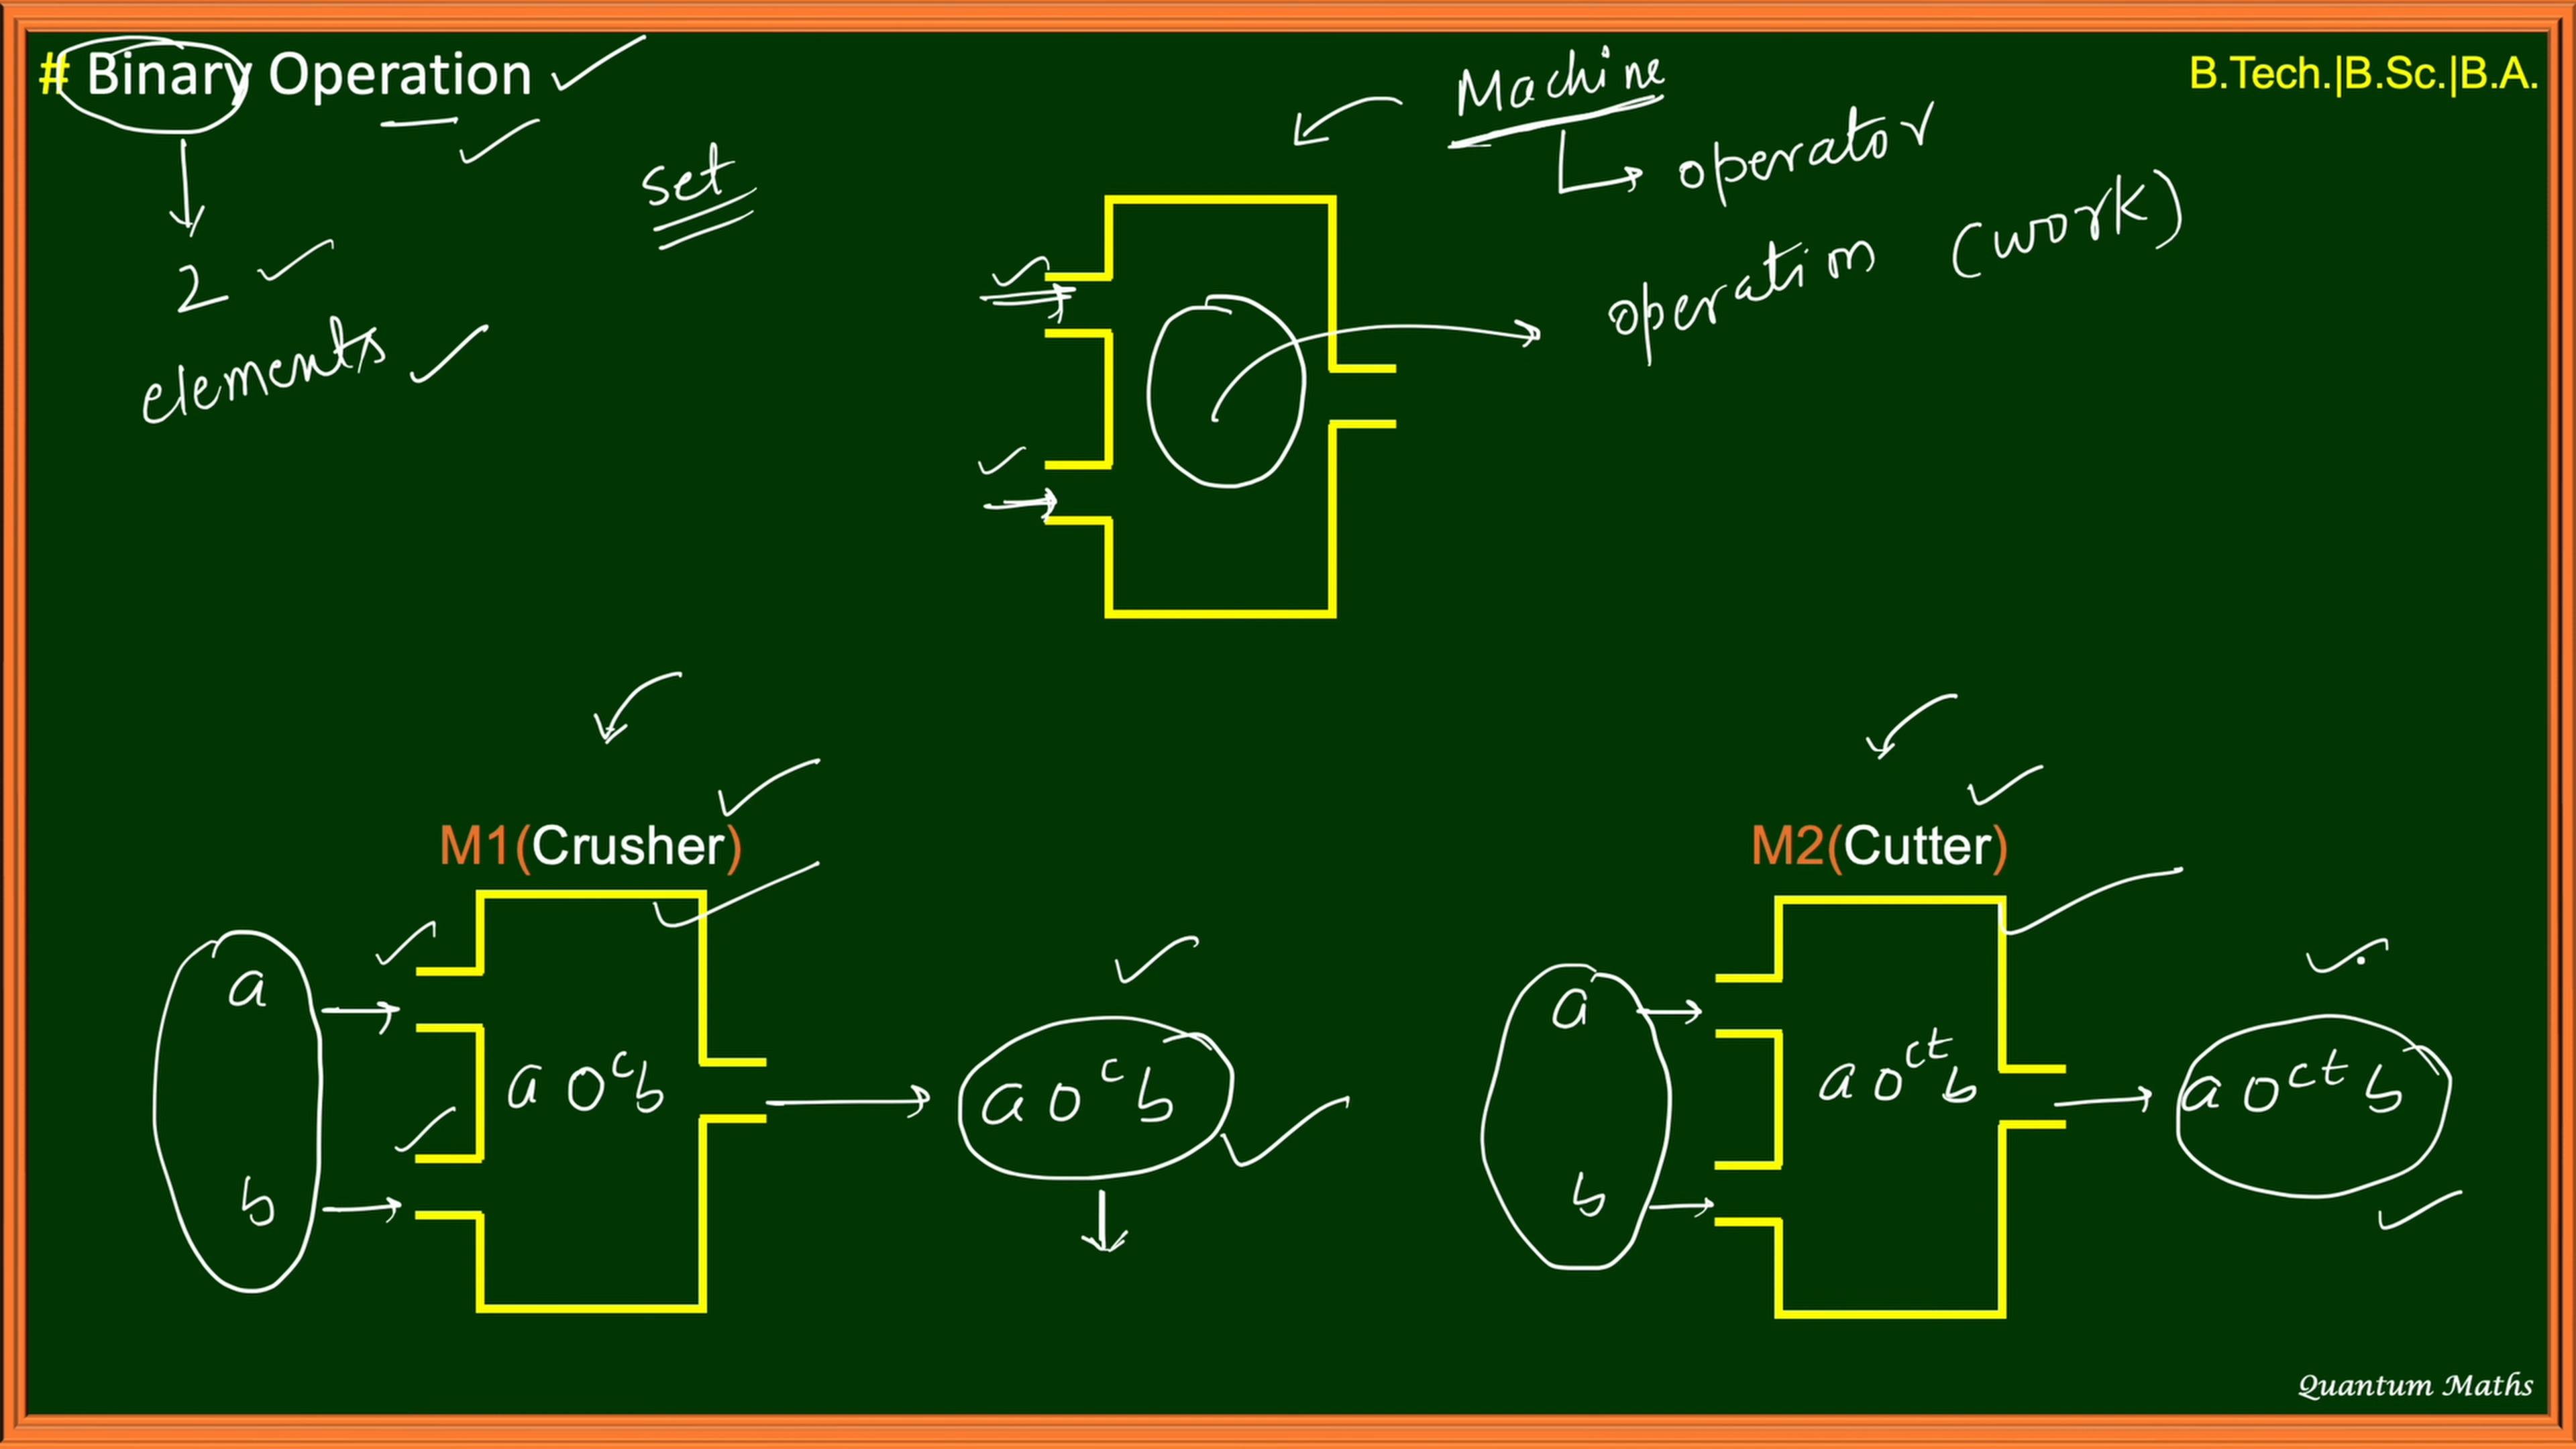 # Binary Operation
B.Tech.|B.Sc.|B.A.
Machine
operator
set
operation (work)
2
elements
M1(Crusher)
M2(Cutter)
a
a
a o^c b
a o^c b
a o^ct b
a o^ct b
b
b
Quantum Maths